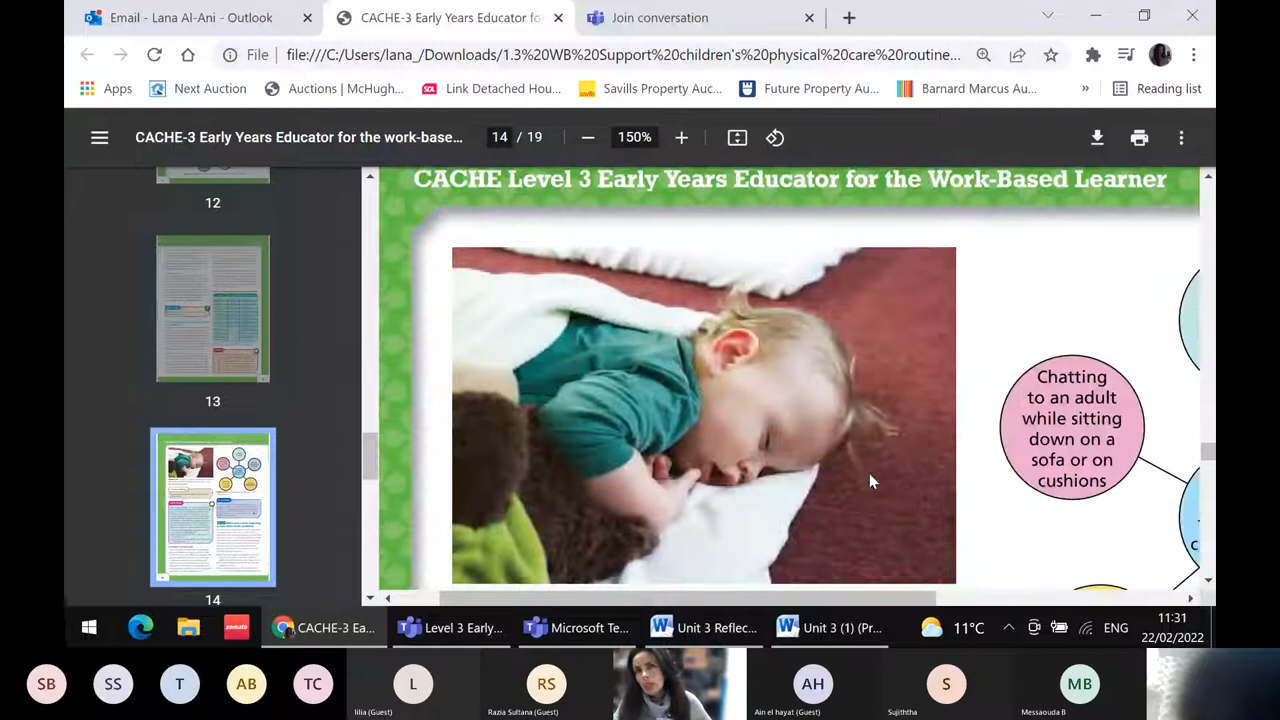 Email - Lana Al-Ani - Outlook
CACHE-3 Early Years Educator fo
Join conversation
File
file:///C:/Users/lana_/Downloads/1.3%20WB%20Support%20children's%20physical%20care%20routine...
Apps
Next Auction
Auctions | McHugh...
SDL
Link Detached Hou...
savills
Savills Property Auc...
Future Property Au...
Barnard Marcus Au...
»
Reading list
CACHE-3 Early Years Educator for the work-base...
14 / 19
150%
CACHE Level 3 Early Years Educator for the Work-Based Learner
12
13
14
Chatting
to an adult
while sitting
down on a
sofa or on
cushions
c
zomato
CACHE-3 Ea...
Level 3 Early...
Microsoft Te...
Unit 3 Reflec...
Unit 3 (1) (Pr...
11°C
ENG
11:31
22/02/2022
SB
SS
T
AB
TC
L
lilia (Guest)
RS
Razia Sultana (Guest)
AH
Ain el hayat (Guest)
S
Sujiththa
MB
Messaouda B